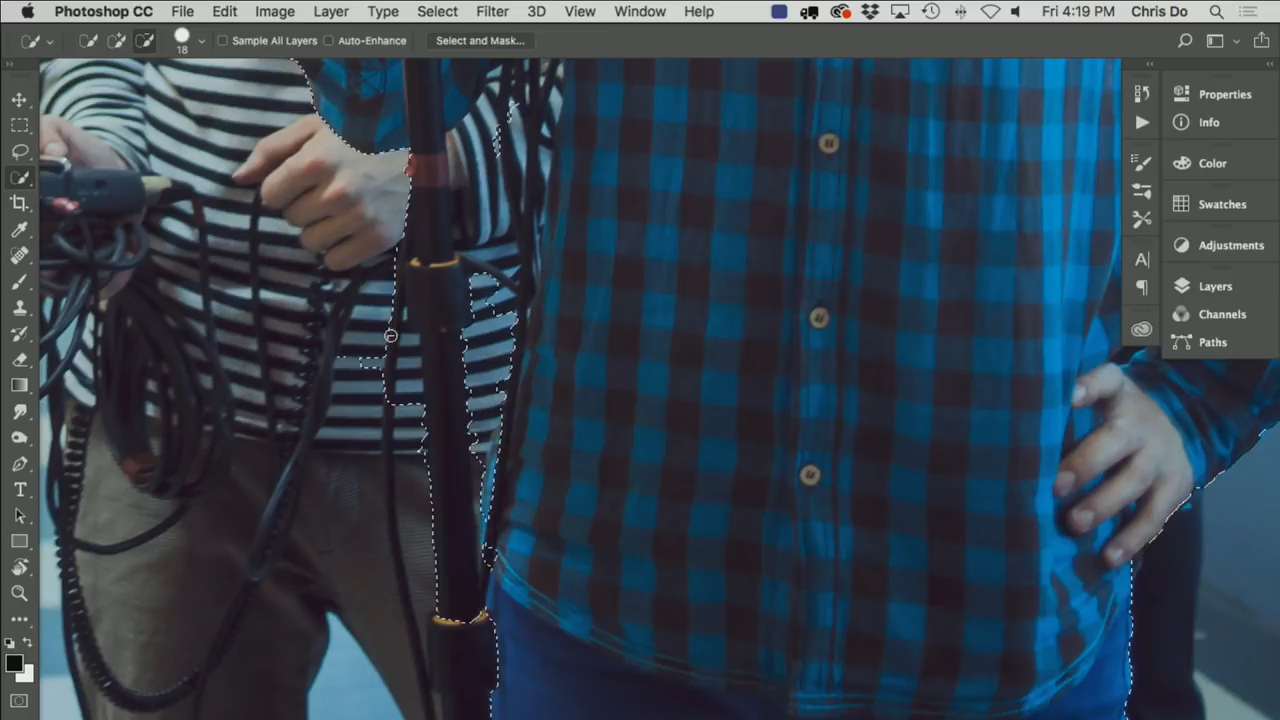 Photoshop CC File Edit Image Layer Type Select Filter 3D View Window Help Fri 4:19 PM Chris Do
18 Sample All Layers Auto-Enhance Select and Mask...
Properties
Info
Color
Swatches
Adjustments
Layers
Channels
Paths